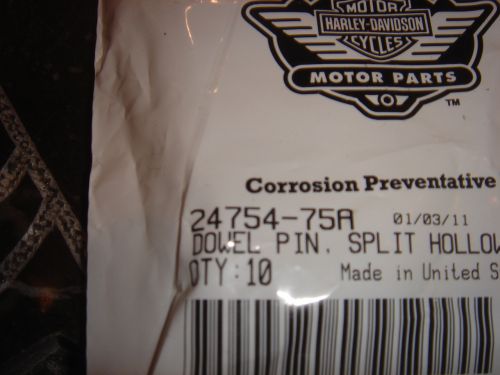 MOTOR
HARLEY-DAVIDSON
CYCLES
MOTOR PARTS
TM
Corrosion Preventative
24754-75A 01/03/11
DOWEL PIN. SPLIT HOLLOW
QTY:10 Made in United S